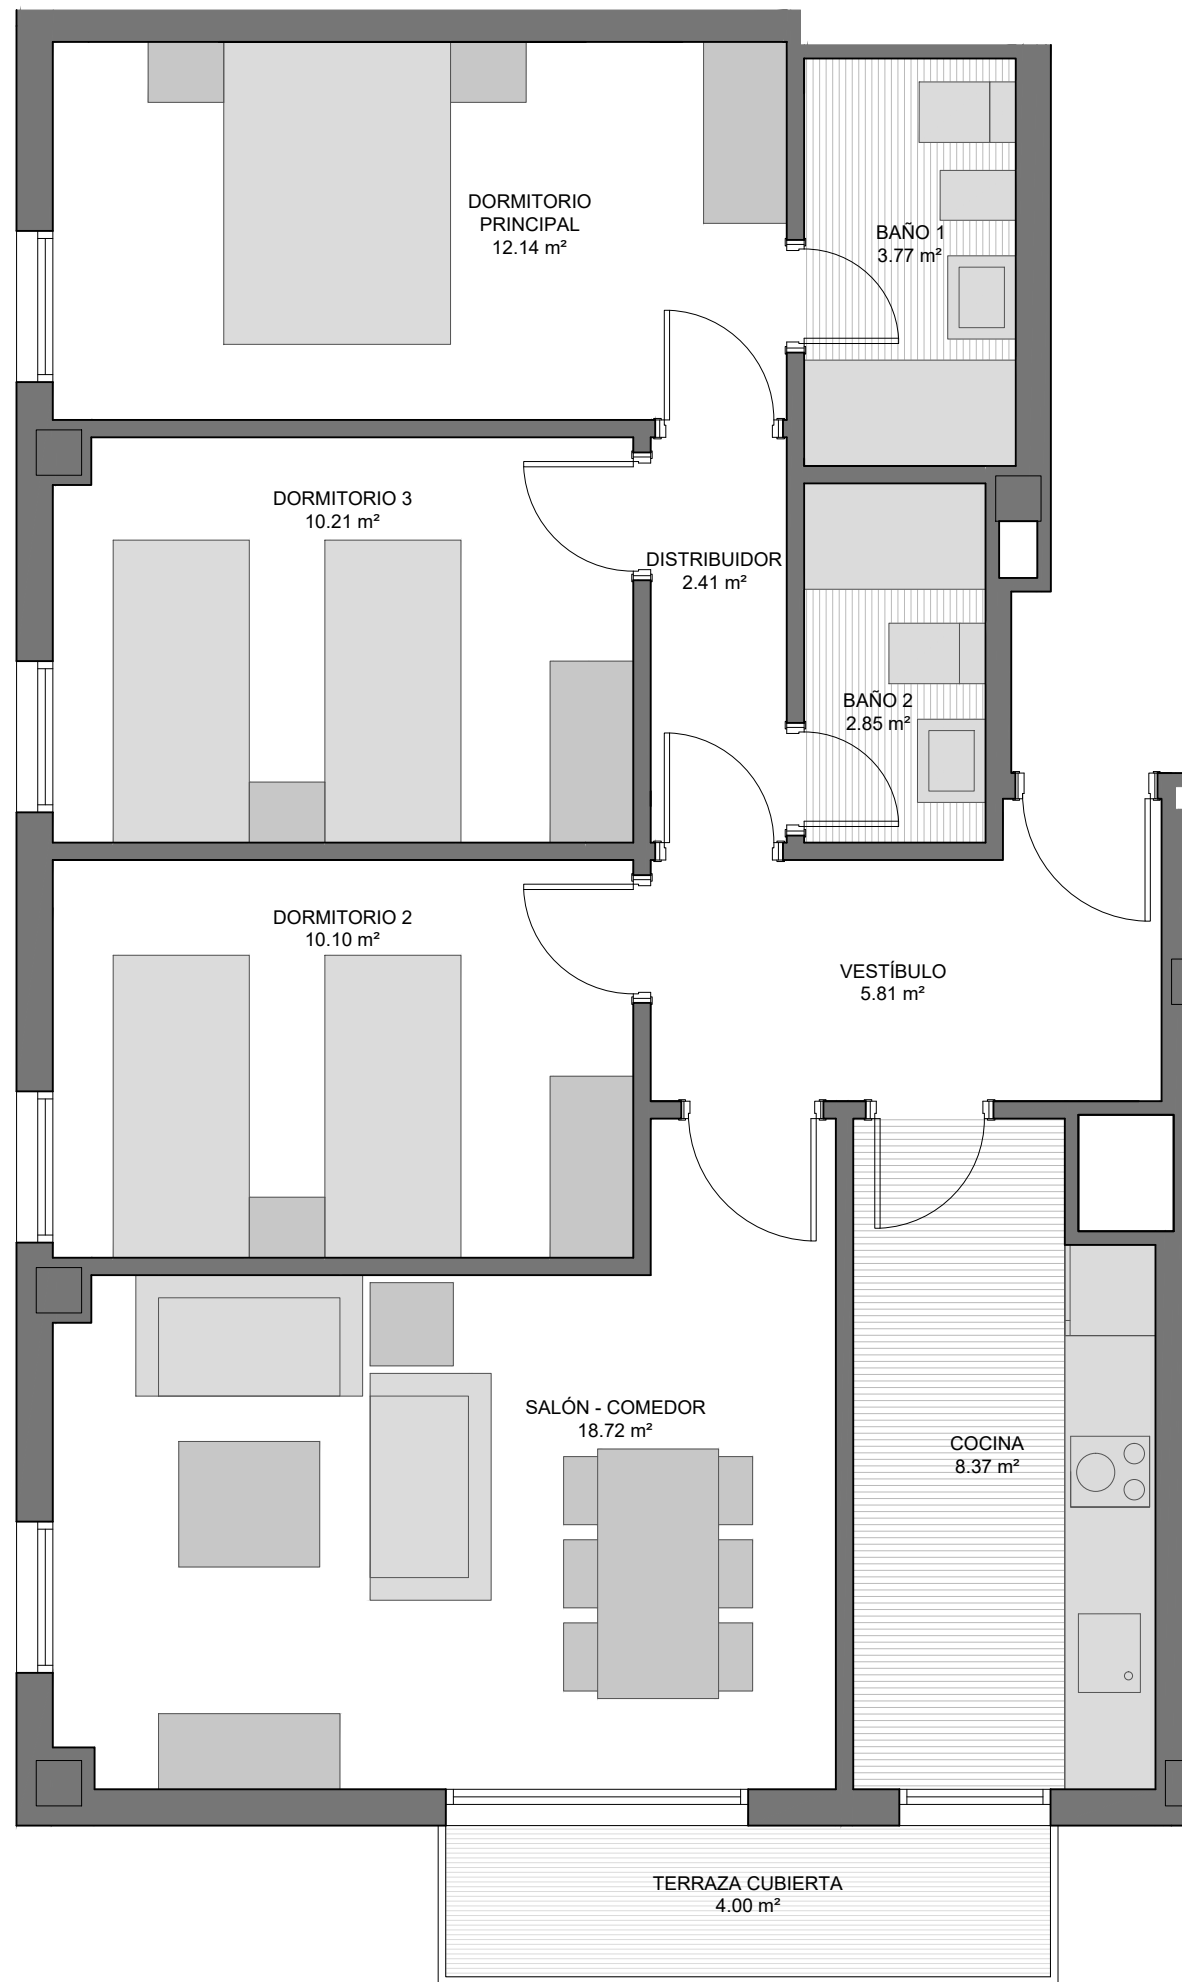 DORMITORIO
PRINCIPAL
12.14 m²
BAÑO 1
3.77 m²
DORMITORIO 3
10.21 m²
DISTRIBUIDOR
2.41 m²
BAÑO 2
2.85 m²
DORMITORIO 2
10.10 m²
VESTÍBULO
5.81 m²
SALÓN - COMEDOR
18.72 m²
COCINA
8.37 m²
TERRAZA CUBIERTA
4.00 m²